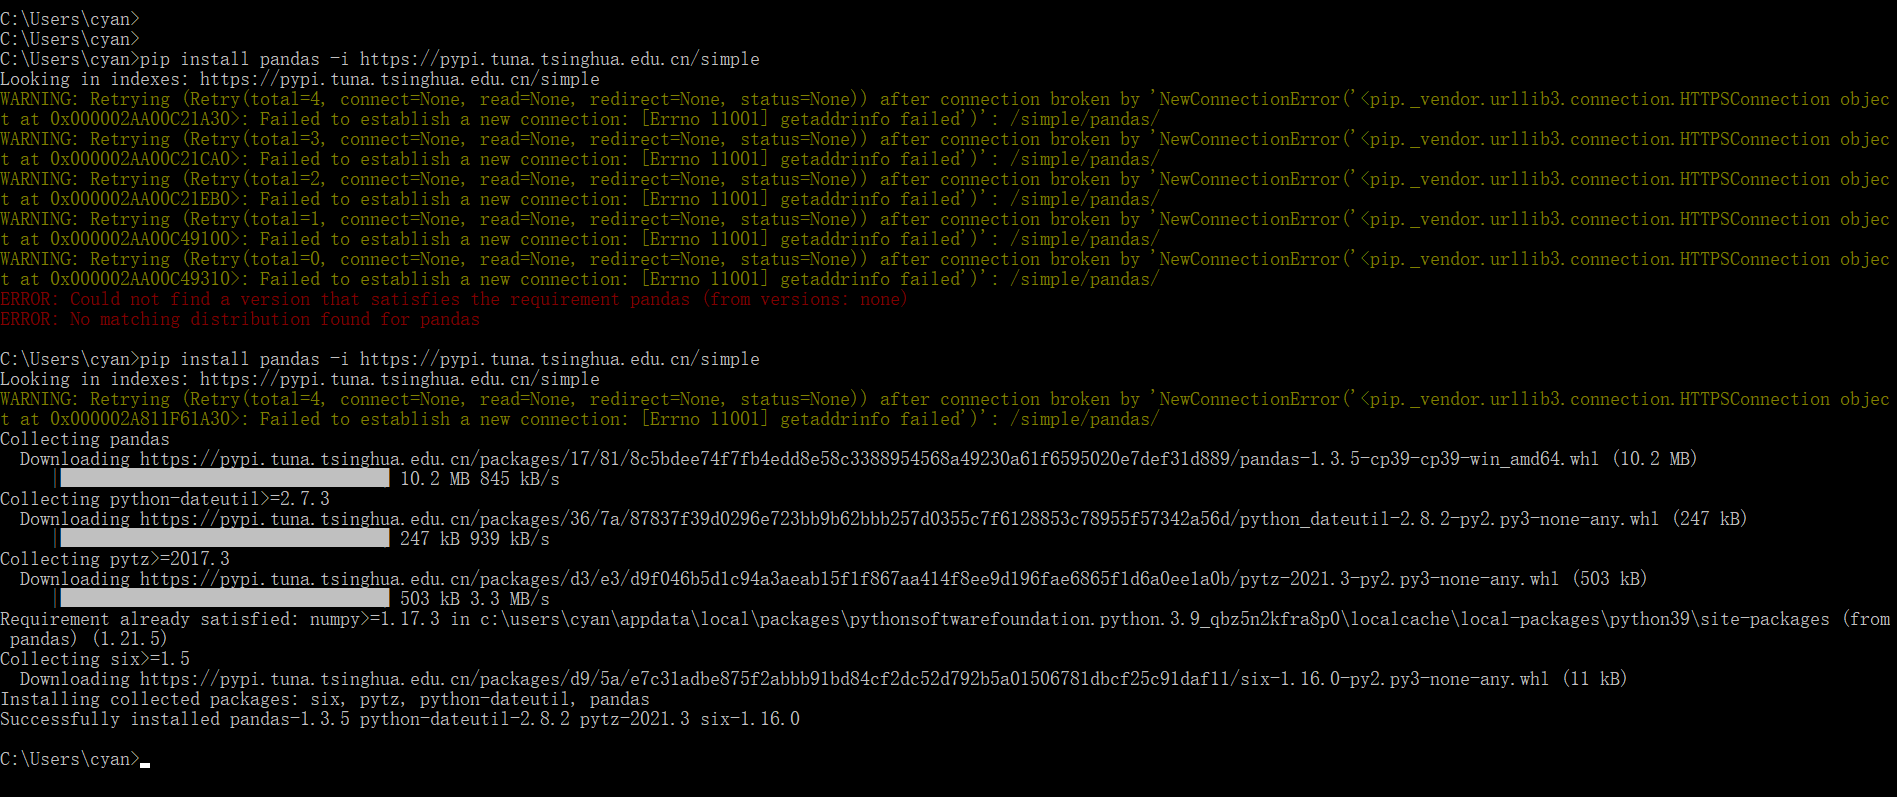 C:\Users\cyan>
C:\Users\cyan>
C:\Users\cyan>pip install pandas -i https://pypi.tuna.tsinghua.edu.cn/simple
Looking in indexes: https://pypi.tuna.tsinghua.edu.cn/simple
WARNING: Retrying (Retry(total=4, connect=None, read=None, redirect=None, status=None)) after connection broken by 'NewConnectionError('<pip._vendor.urllib3.connection.HTTPSConnection objec
t at 0x000002AA00C21A30>: Failed to establish a new connection: [Errno 11001] getaddrinfo failed')': /simple/pandas/
WARNING: Retrying (Retry(total=3, connect=None, read=None, redirect=None, status=None)) after connection broken by 'NewConnectionError('<pip._vendor.urllib3.connection.HTTPSConnection objec
t at 0x000002AA00C21CA0>: Failed to establish a new connection: [Errno 11001] getaddrinfo failed')': /simple/pandas/
WARNING: Retrying (Retry(total=2, connect=None, read=None, redirect=None, status=None)) after connection broken by 'NewConnectionError('<pip._vendor.urllib3.connection.HTTPSConnection objec
t at 0x000002AA00C21EB0>: Failed to establish a new connection: [Errno 11001] getaddrinfo failed')': /simple/pandas/
WARNING: Retrying (Retry(total=1, connect=None, read=None, redirect=None, status=None)) after connection broken by 'NewConnectionError('<pip._vendor.urllib3.connection.HTTPSConnection objec
t at 0x000002AA00C49100>: Failed to establish a new connection: [Errno 11001] getaddrinfo failed')': /simple/pandas/
WARNING: Retrying (Retry(total=0, connect=None, read=None, redirect=None, status=None)) after connection broken by 'NewConnectionError('<pip._vendor.urllib3.connection.HTTPSConnection objec
t at 0x000002AA00C49310>: Failed to establish a new connection: [Errno 11001] getaddrinfo failed')': /simple/pandas/
ERROR: Could not find a version that satisfies the requirement pandas (from versions: none)
ERROR: No matching distribution found for pandas
C:\Users\cyan>pip install pandas -i https://pypi.tuna.tsinghua.edu.cn/simple
Looking in indexes: https://pypi.tuna.tsinghua.edu.cn/simple
WARNING: Retrying (Retry(total=4, connect=None, read=None, redirect=None, status=None)) after connection broken by 'NewConnectionError('<pip._vendor.urllib3.connection.HTTPSConnection objec
t at 0x000002A811F61A30>: Failed to establish a new connection: [Errno 11001] getaddrinfo failed')': /simple/pandas/
Collecting pandas
Downloading https://pypi.tuna.tsinghua.edu.cn/packages/17/81/8c5bdee74f7fb4edd8e58c3388954568a49230a61f6595020e7def31d889/pandas-1.3.5-cp39-cp39-win_amd64.whl (10.2 MB)
10.2 MB 845 kB/s
Collecting python-dateutil>=2.7.3
Downloading https://pypi.tuna.tsinghua.edu.cn/packages/36/7a/87837f39d0296e723bb9b62bbb257d0355c7f6128853c78955f57342a56d/python_dateutil-2.8.2-py2.py3-none-any.whl (247 kB)
247 kB 939 kB/s
Collecting pytz>=2017.3
Downloading https://pypi.tuna.tsinghua.edu.cn/packages/d3/e3/d9f046b5d1c94a3aeab15f1f867aa414f8ee9d196fae6865f1d6a0ee1a0b/pytz-2021.3-py2.py3-none-any.whl (503 kB)
503 kB 3.3 MB/s
Requirement already satisfied: numpy>=1.17.3 in c:\users\cyan\appdata\local\packages\pythonsoftwarefoundation.python.3.9_qbz5n2kfra8p0\localcache\local-packages\python39\site-packages (from
pandas) (1.21.5)
Collecting six>=1.5
Downloading https://pypi.tuna.tsinghua.edu.cn/packages/d9/5a/e7c31adbe875f2abbb91bd84cf2dc52d792b5a01506781dbcf25c91daf11/six-1.16.0-py2.py3-none-any.whl (11 kB)
Installing collected packages: six, pytz, python-dateutil, pandas
Successfully installed pandas-1.3.5 python-dateutil-2.8.2 pytz-2021.3 six-1.16.0
C:\Users\cyan>